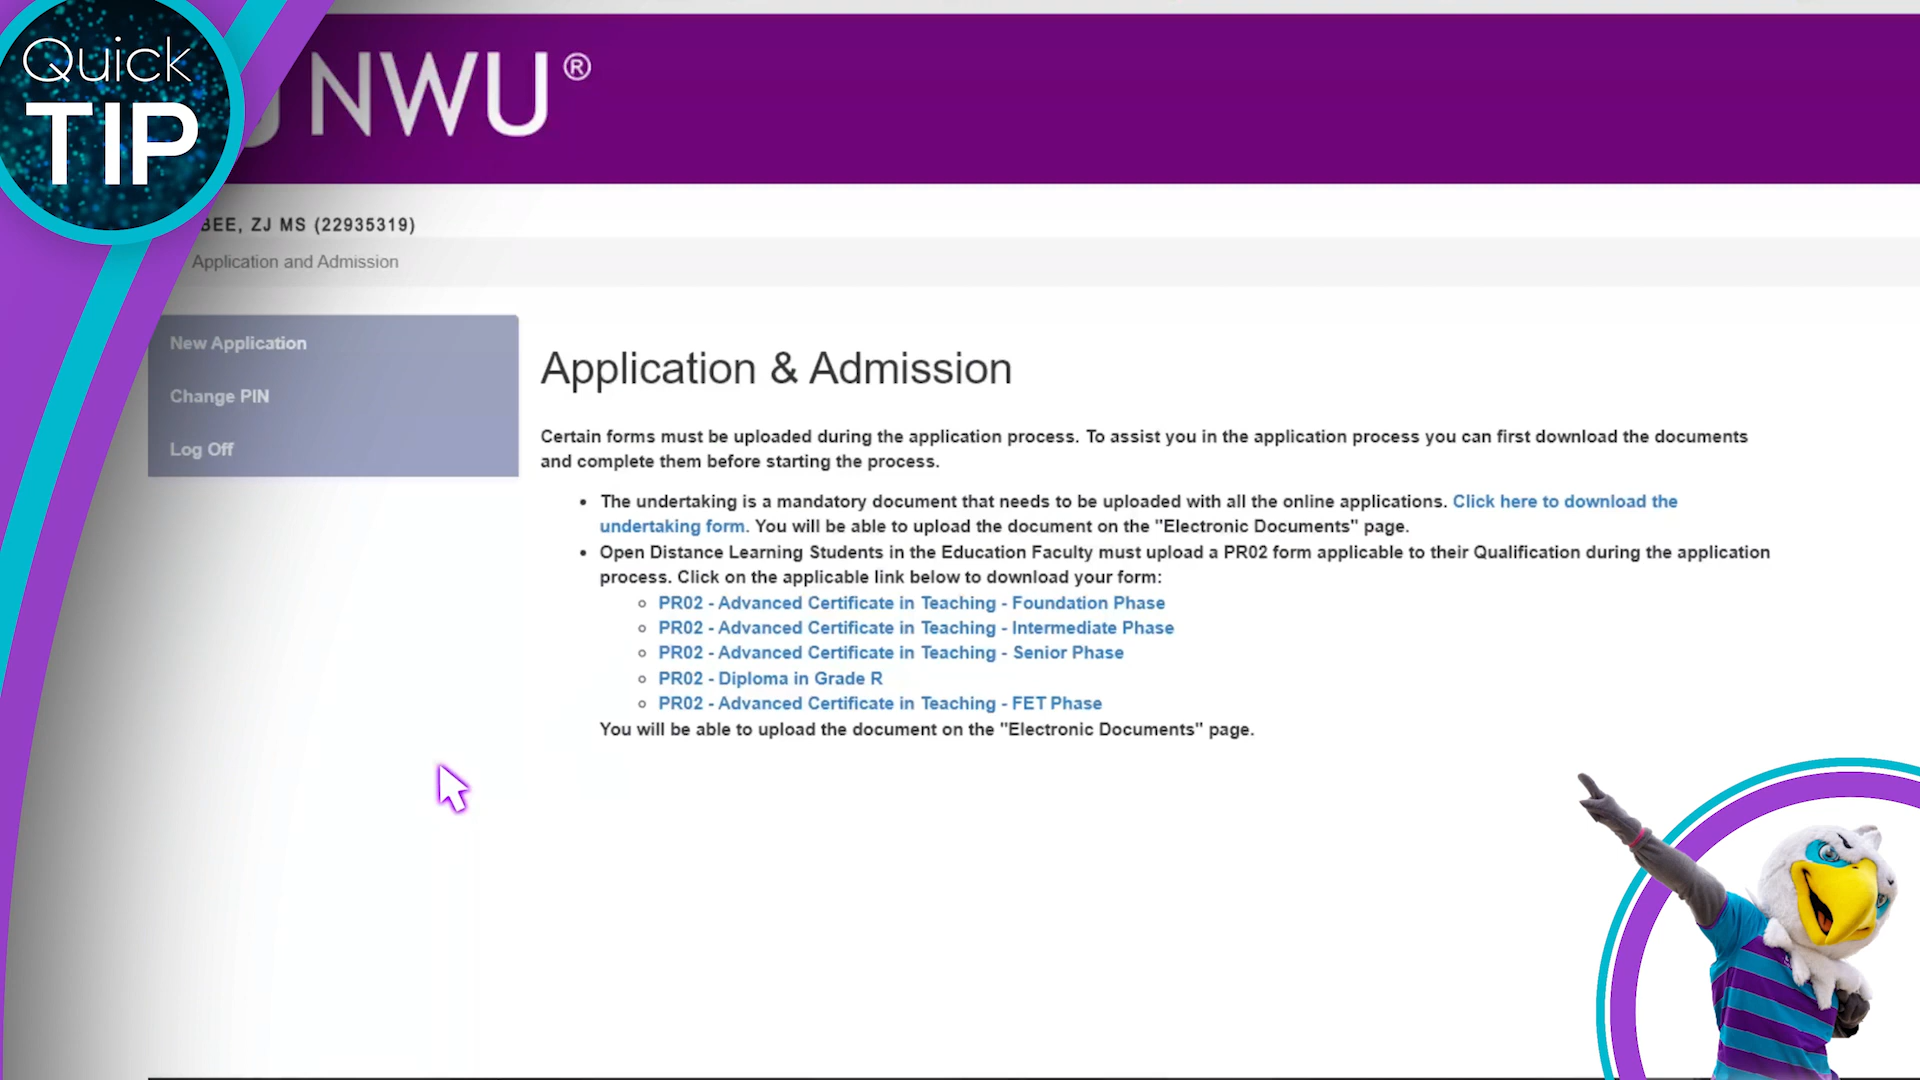 Quick
TIP
NWU®
BEE, ZJ MS (22935319)
Application and Admission
New Application
Change PIN
Log Off
Application & Admission
Certain forms must be uploaded during the application process. To assist you in the application process you can first download the documents
and complete them before starting the process.
• The undertaking is a mandatory document that needs to be uploaded with all the online applications. Click here to download the
undertaking form. You will be able to upload the document on the "Electronic Documents" page.
• Open Distance Learning Students in the Education Faculty must upload a PR02 form applicable to their Qualification during the application
process. Click on the applicable link below to download your form:
PR02 - Advanced Certificate in Teaching - Foundation Phase
PR02 - Advanced Certificate in Teaching - Intermediate Phase
PR02 - Advanced Certificate in Teaching - Senior Phase
PR02 - Diploma in Grade R
PR02 - Advanced Certificate in Teaching - FET Phase
You will be able to upload the document on the "Electronic Documents" page.